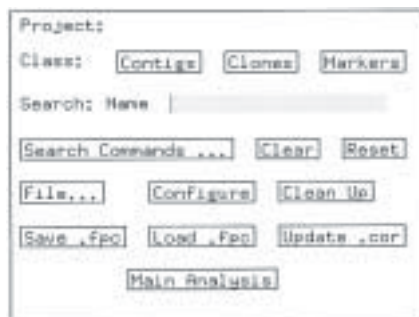 Project:
Class: Contigs Clones Markers
Search: Name
Search Commands ... Clear Reset
File... Configure Clean Up
Save .fpc Load .fpc Update .cor
Main Analysis